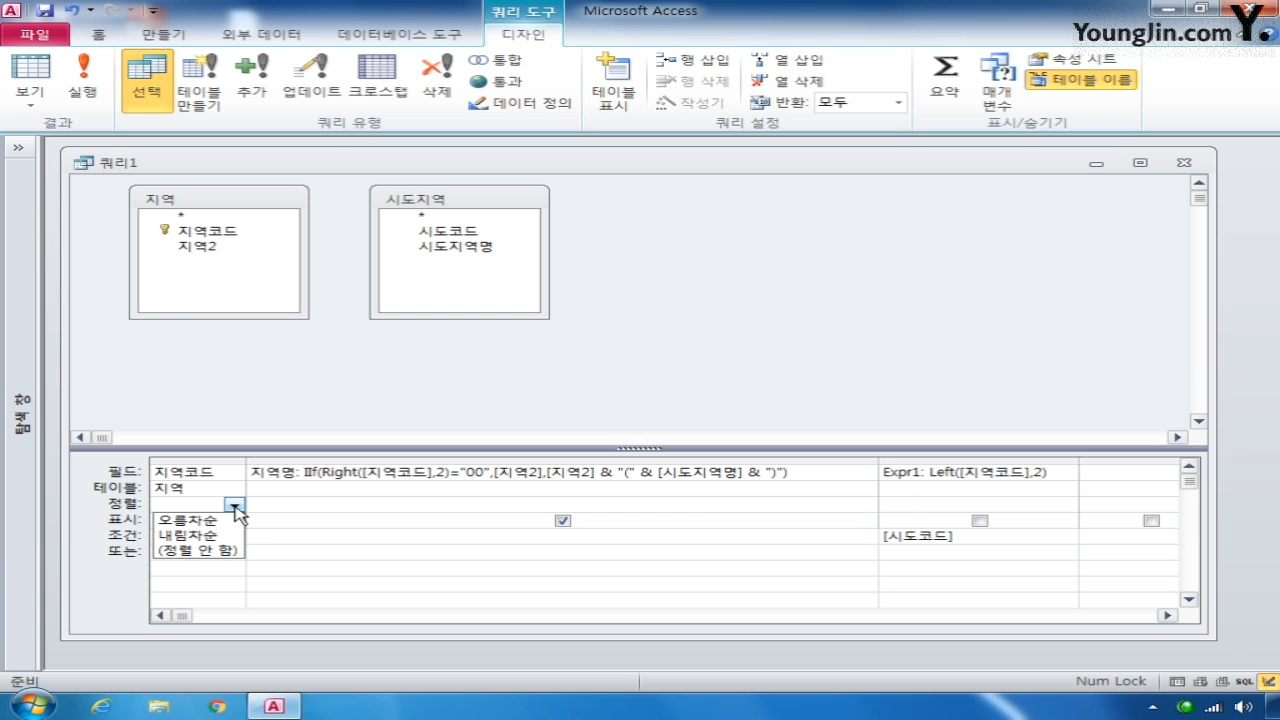 쿼리 도구
Microsoft Access
YoungJin.com Y.
파일
홈
만들기
외부 데이터
데이터베이스 도구
디자인
보기
실행
결과
선택
테이블
만들기
추가
업데이트
크로스탭
삭제
통합
통과
데이터 정의
쿼리 유형
테이블
표시
행 삽입
행 삭제
작성기
열 삽입
열 삭제
반환: 모두
쿼리 설정
요약
매개
변수
속성 시트
테이블 이름
표시/숨기기
쿼리1
지역
*
지역코드
지역2
시도지역
*
시도코드
시도지역명
탐색 창
필드: 지역코드 지역명: IIf(Right([지역코드],2)="00",[지역2],[지역2] & "(" & [시도지역명] & ")") Expr1: Left([지역코드],2)
테이블: 지역
정렬:
표시: 오름차순
조건: 내림차순 [시도코드]
또는: (정렬 안 함)
준비
Num Lock
SQL